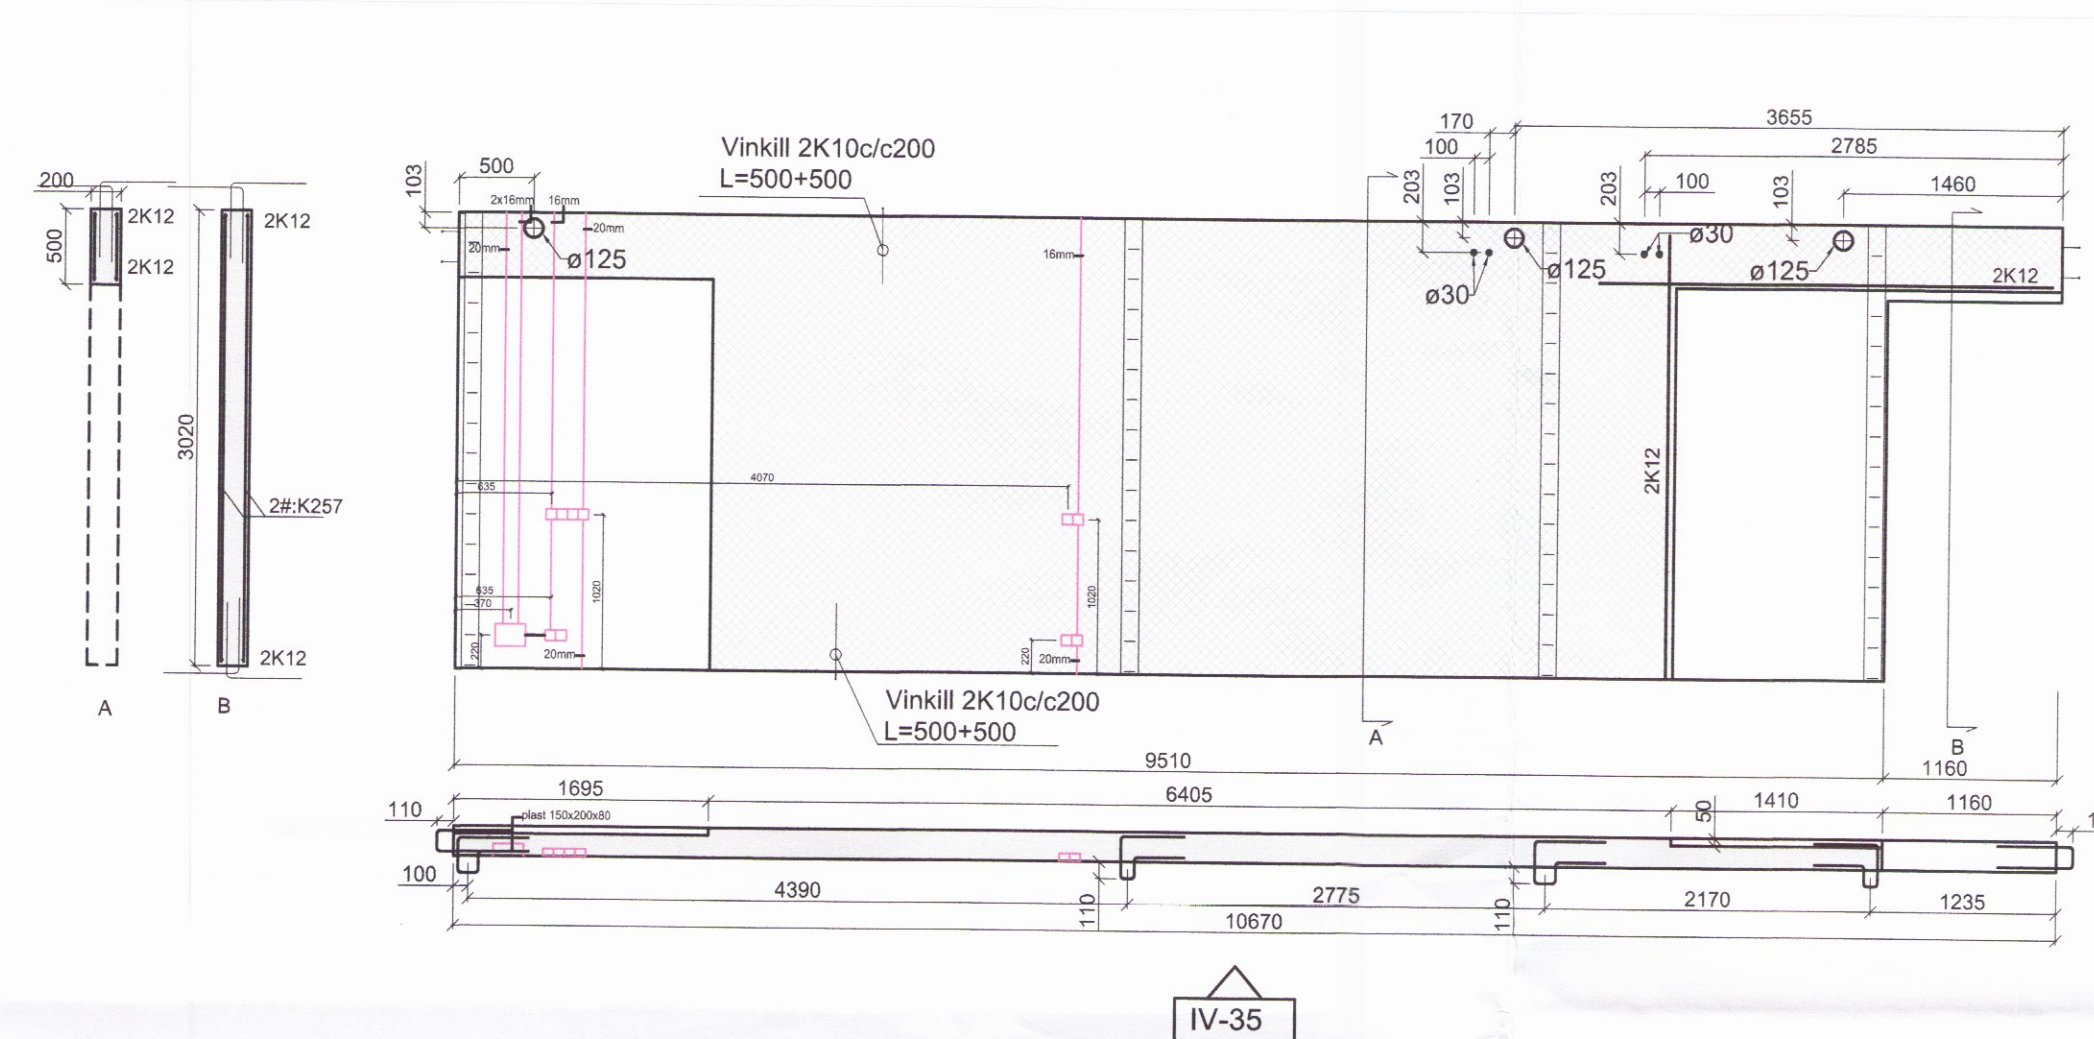 3655
170
2785
100
Vinkill 2K10c/c200
L=500+500
500
103
203
103
203
100
103
1460
2x16mm
16mm
20mm
20mm
ø125
16mm
ø30
ø125
ø30
ø125
2K12
200
500
2K12
2K12
2K12
3020
2#:K257
2K12
A
B
4070
635
635
370
220
1020
20mm
1020
220
20mm
2K12
Vinkill 2K10c/c200
L=500+500
A
B
9510
1160
1695
6405
50
1410
1160
110
plast 150x200x80
100
4390
110
2775
110
2170
1235
10670
IV-35